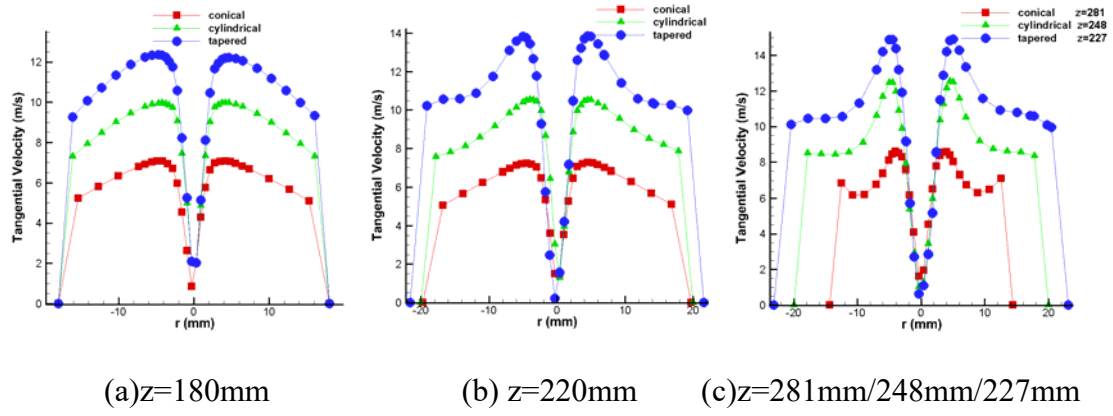 conical
cylindrical
tapered
Tangential Velocity (m/s)
12
10
8
6
4
2
0
-10 0 10
r (mm)
conical
cylindrical
tapered
Tangential Velocity (m/s)
14
12
10
8
6
4
2
0
-20 -10 0 10 20
r (mm)
conical z=281
cylindrical z=248
tapered z=227
Tangential Velocity (m/s)
14
12
10
8
6
4
2
0
-20 -10 0 10 20
r (mm)
(a)z=180mm (b) z=220mm (c)z=281mm/248mm/227mm